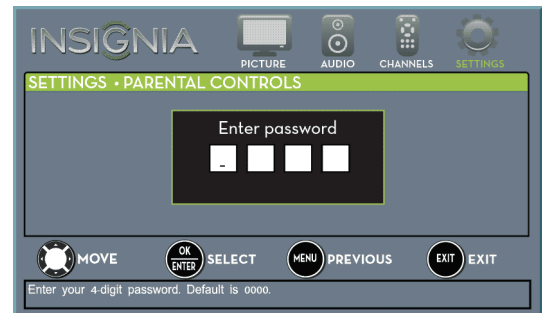 INSIGNIA
PICTURE AUDIO CHANNELS SETTINGS
SETTINGS • PARENTAL CONTROLS
Enter password
-
MOVE OK ENTER SELECT MENU PREVIOUS EXIT EXIT
Enter your 4-digit password. Default is 0000.